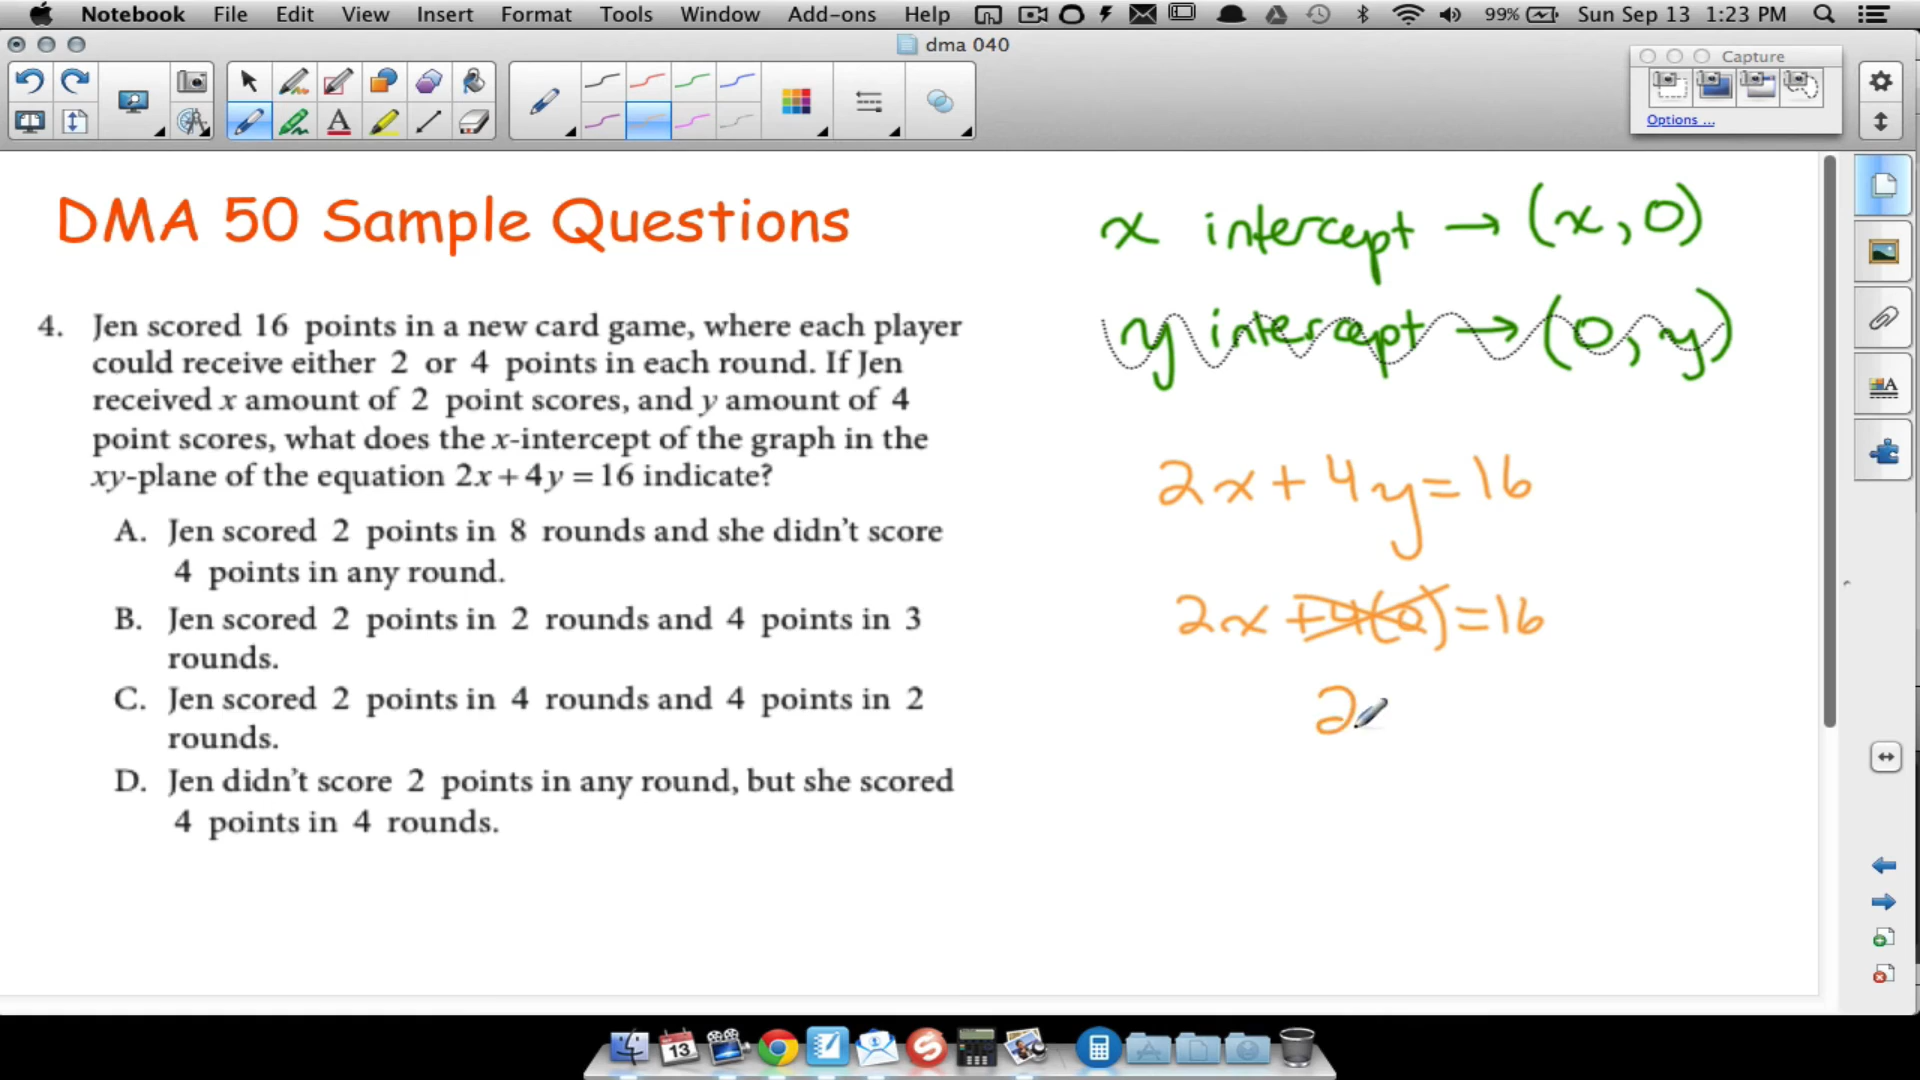 Notebook File Edit View Insert Format Tools Window Add-ons Help 99% Sun Sep 13 1:23 PM
dma 040
Capture
Options ...
DMA 50 Sample Questions
4. Jen scored 16 points in a new card game, where each player
could receive either 2 or 4 points in each round. If Jen
received x amount of 2 point scores, and y amount of 4
point scores, what does the x-intercept of the graph in the
xy-plane of the equation 2x+4y=16 indicate?
A. Jen scored 2 points in 8 rounds and she didn't score
4 points in any round.
B. Jen scored 2 points in 2 rounds and 4 points in 3
rounds.
C. Jen scored 2 points in 4 rounds and 4 points in 2
rounds.
D. Jen didn't score 2 points in any round, but she scored
4 points in 4 rounds.
x intercept → (x, 0)
y intercept → (0, y)
2x + 4y = 16
2x + 4(0) = 16
2
13